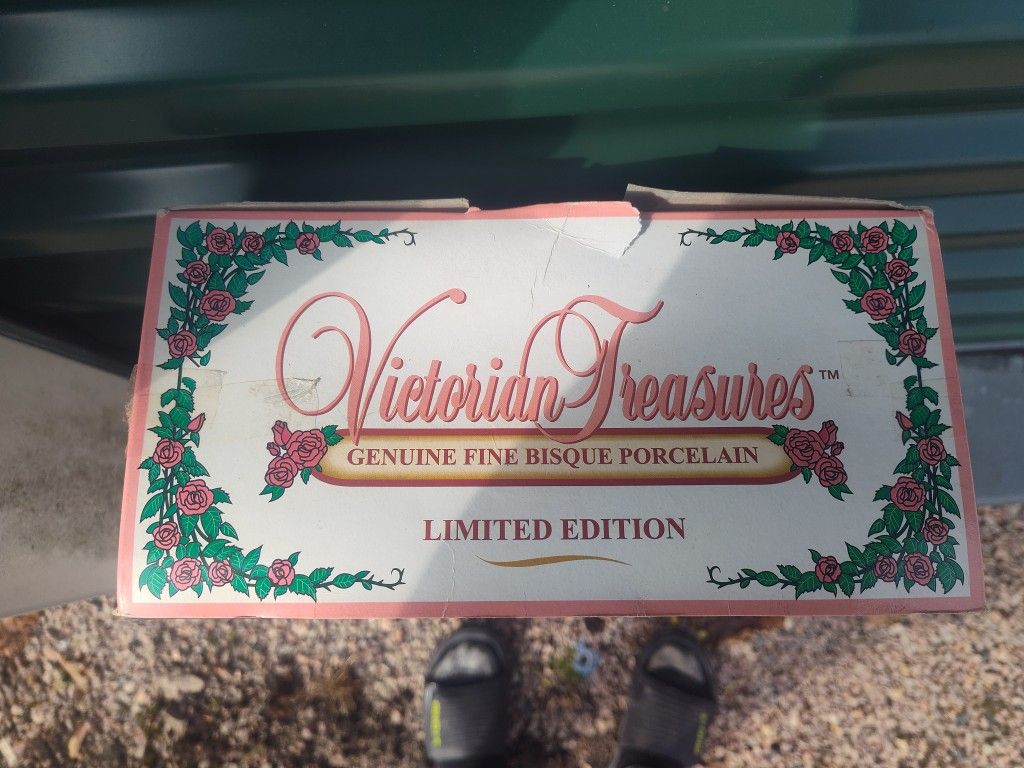 Victorian Treasures™
GENUINE FINE BISQUE PORCELAIN
LIMITED EDITION